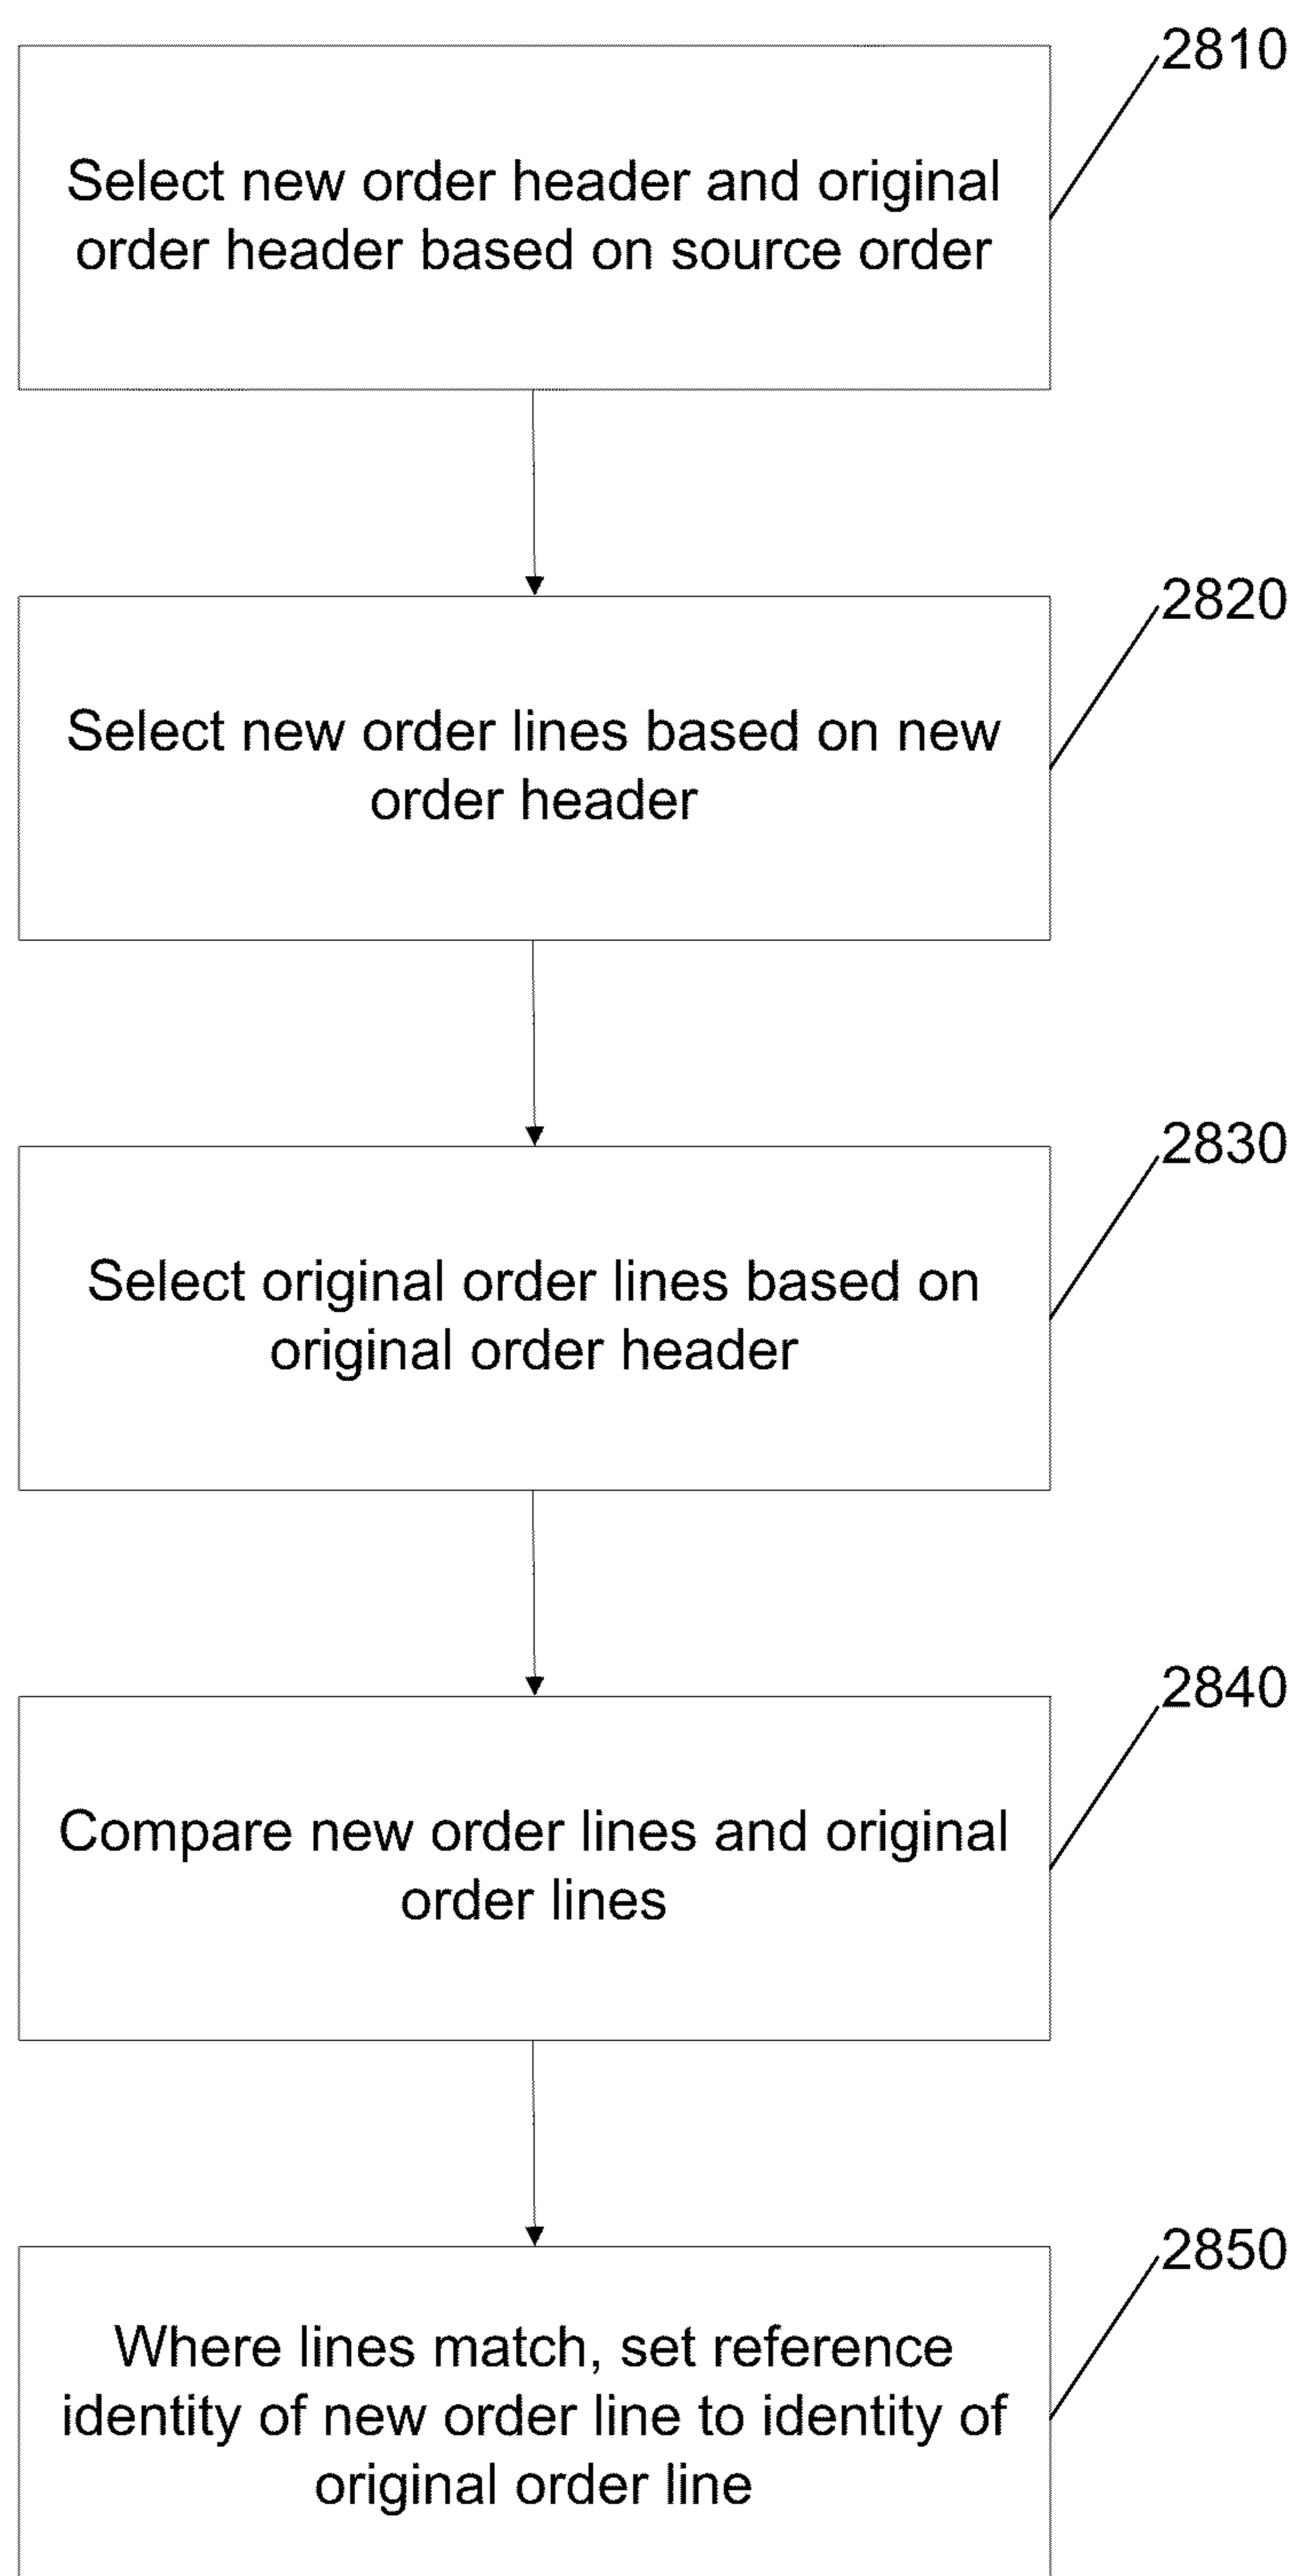 2810
Select new order header and original
order header based on source order
2820
Select new order lines based on new
order header
2830
Select original order lines based on
original order header
2840
Compare new order lines and original
order lines
2850
Where lines match, set reference
identity of new order line to identity of
original order line